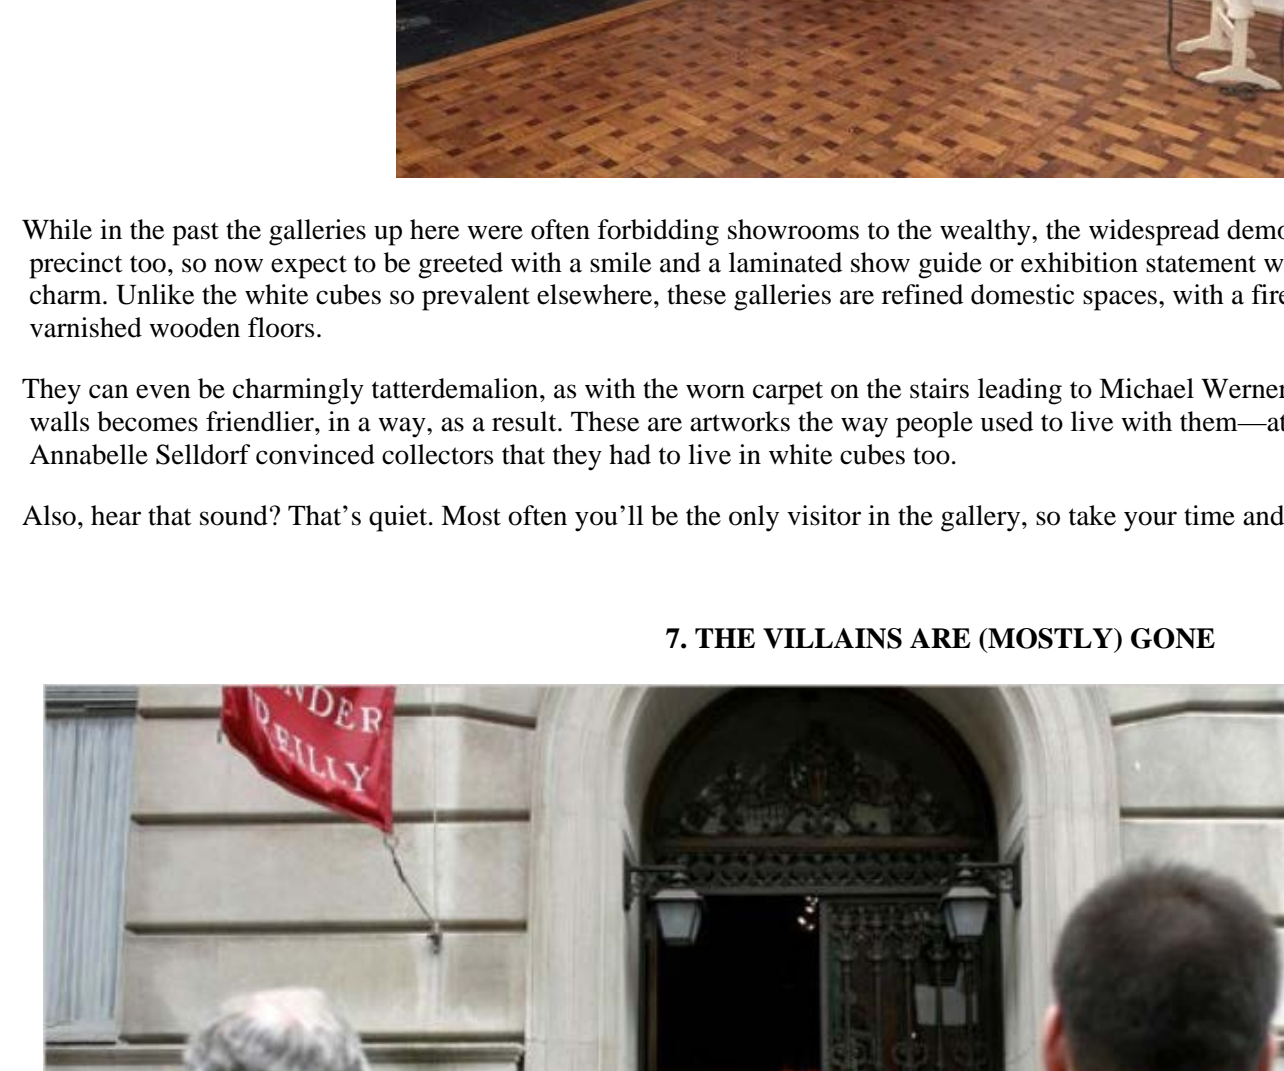 While in the past the galleries up here were often forbidding showrooms to the wealthy, the widespread demo
precinct too, so now expect to be greeted with a smile and a laminated show guide or exhibition statement w
charm. Unlike the white cubes so prevalent elsewhere, these galleries are refined domestic spaces, with a fire
varnished wooden floors.
They can even be charmingly tatterdemalion, as with the worn carpet on the stairs leading to Michael Werner
walls becomes friendlier, in a way, as a result. These are artworks the way people used to live with them—at
Annabelle Selldorf convinced collectors that they had to live in white cubes too.
Also, hear that sound? That’s quiet. Most often you’ll be the only visitor in the gallery, so take your time and
7. THE VILLAINS ARE (MOSTLY) GONE
NDER
REILLY